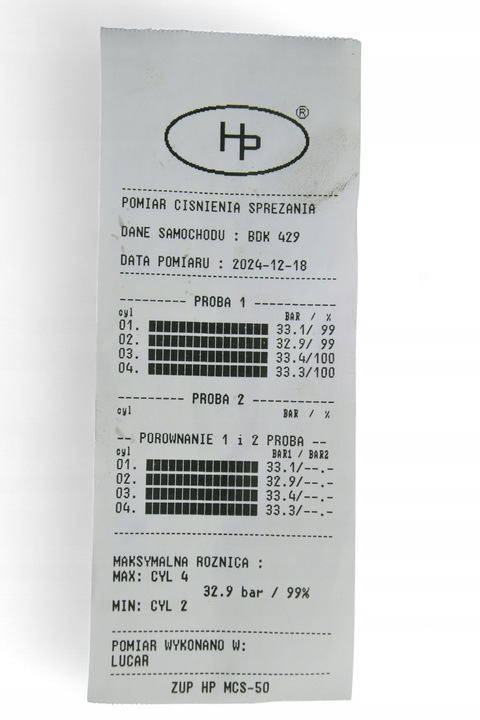 HP ®
POMIAR CISNIENIA SPREZANIA
DANE SAMOCHODU : BDK 429
DATA POMIARU : 2024-12-18
-------- PROBA 1 ----------
cyl BAR / %
01. 33.1/ 99
02. 32.9/ 99
03. 33.4/100
04. 33.3/100
-------- PROBA 2 ----------
cyl BAR / %
-- POROWNANIE 1 i 2 PROBA --
cyl BAR1 / BAR2
01. 33.1/--.-
02. 32.9/--.-
03. 33.4/--.-
04. 33.3/--.-
MAKSYMALNA ROZNICA :
MAX: CYL 4
32.9 bar / 99%
MIN: CYL 2
POMIAR WYKONANO W:
LUCAR
ZUP HP MCS-50